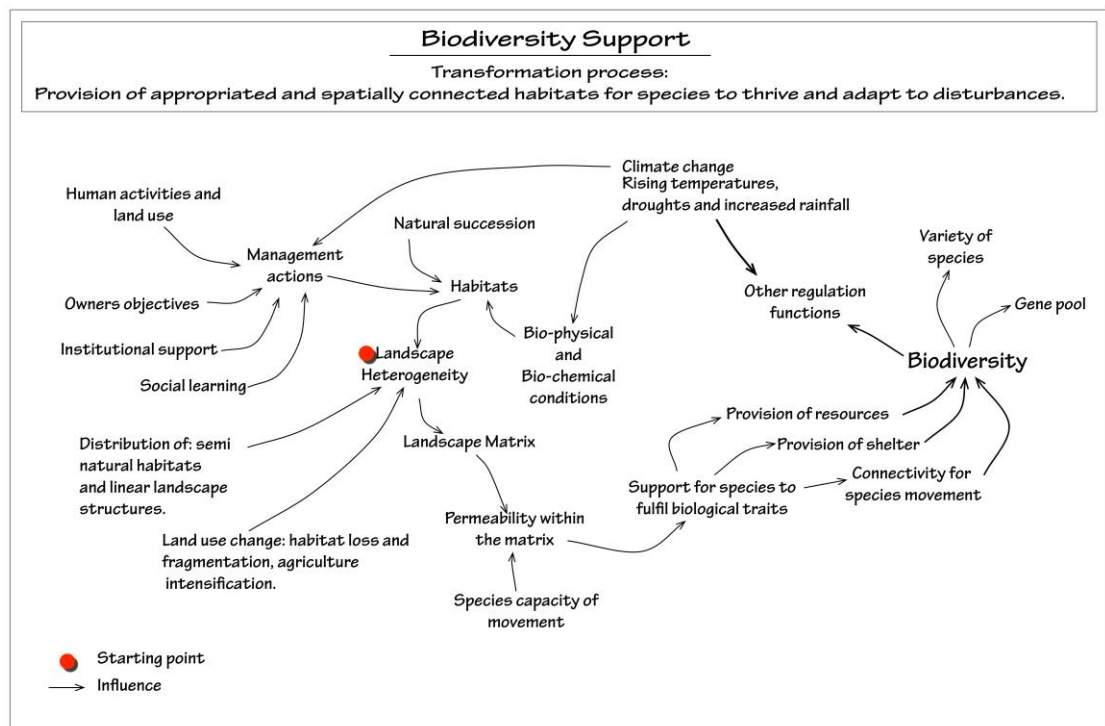 Biodiversity Support
Transformation process:
Provision of appropriated and spatially connected habitats for species to thrive and adapt to disturbances.
Climate change
Rising temperatures,
droughts and increased rainfall
Human activities and
land use
Natural succession
Variety of
species
Management
actions
Habitats
Other regulation
functions
Gene pool
Owners objectives
Institutional support
Social learning
Bio-physical
and
Bio-chemical
conditions
Landscape
Heterogeneity
Biodiversity
Provision of resources
Distribution of: semi
natural habitats
and linear landscape
structures.
Landscape Matrix
Provision of shelter
Connectivity for
species movement
Support for species to
fulfil biological traits
Permeability within
the matrix
Land use change: habitat loss and
fragmentation, agriculture
intensification.
Species capacity of
movement
Starting point
Influence